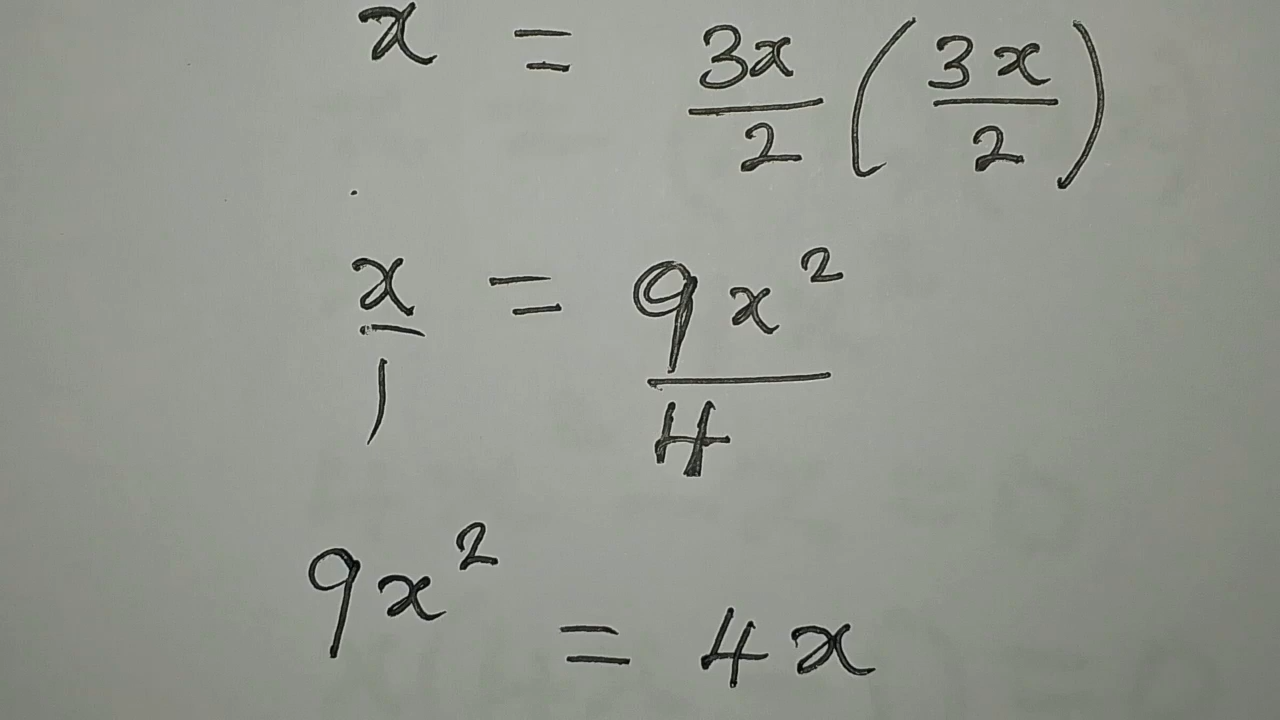 x = 3x/2 (3x/2)
x/1 = 9x²/4
9x² = 4x